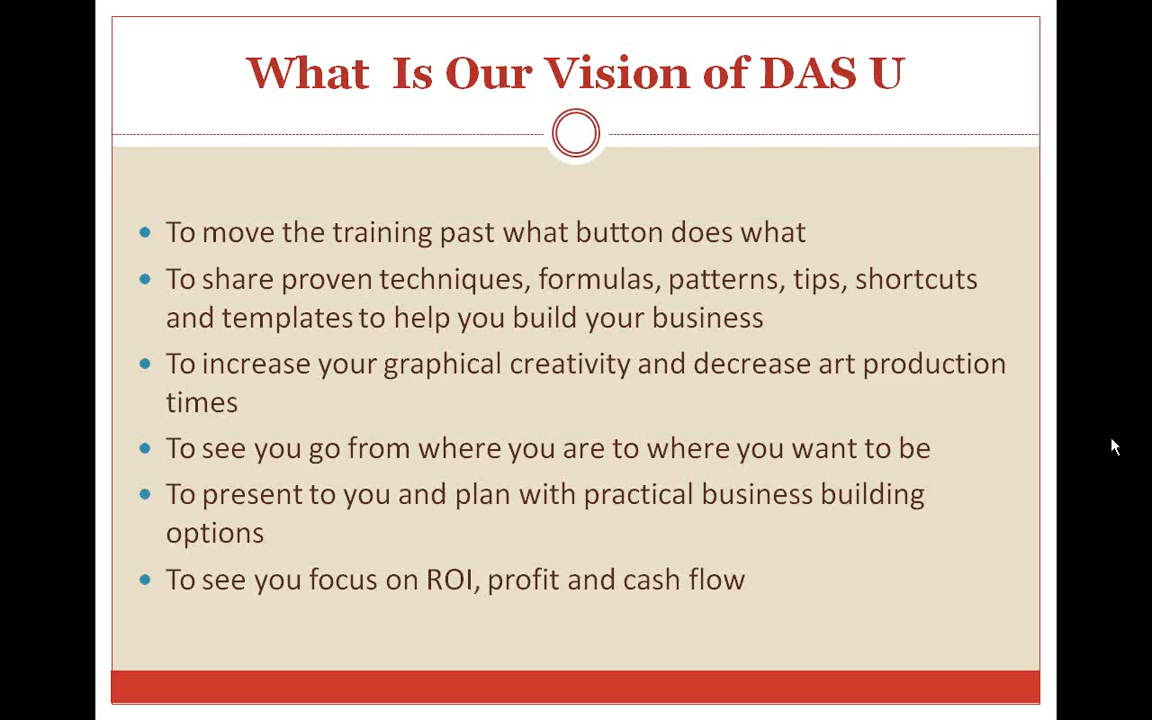 What Is Our Vision of DAS U
• To move the training past what button does what
• To share proven techniques, formulas, patterns, tips, shortcuts
and templates to help you build your business
• To increase your graphical creativity and decrease art production
times
• To see you go from where you are to where you want to be
• To present to you and plan with practical business building
options
• To see you focus on ROI, profit and cash flow